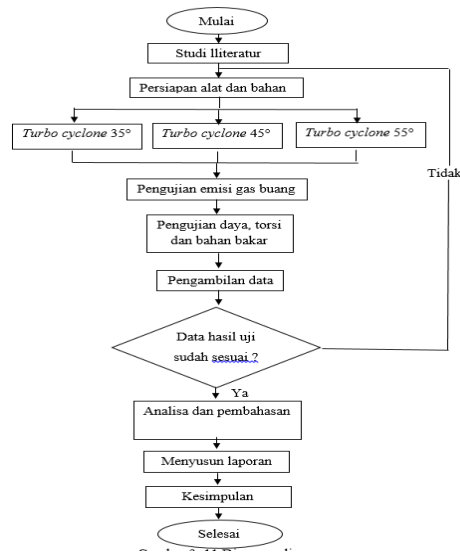 Mulai
Studi lliteratur
Persiapan alat dan bahan
Turbo cyclone 35°
Turbo cyclone 45°
Turbo cyclone 55°
Tidak
Pengujian emisi gas buang
Pengujian daya, torsi
dan bahan bakar
Pengambilan data
Data hasil uji
sudah sesuai ?
Ya
Analisa dan pembahasan
Menyusun laporan
Kesimpulan
Selesai